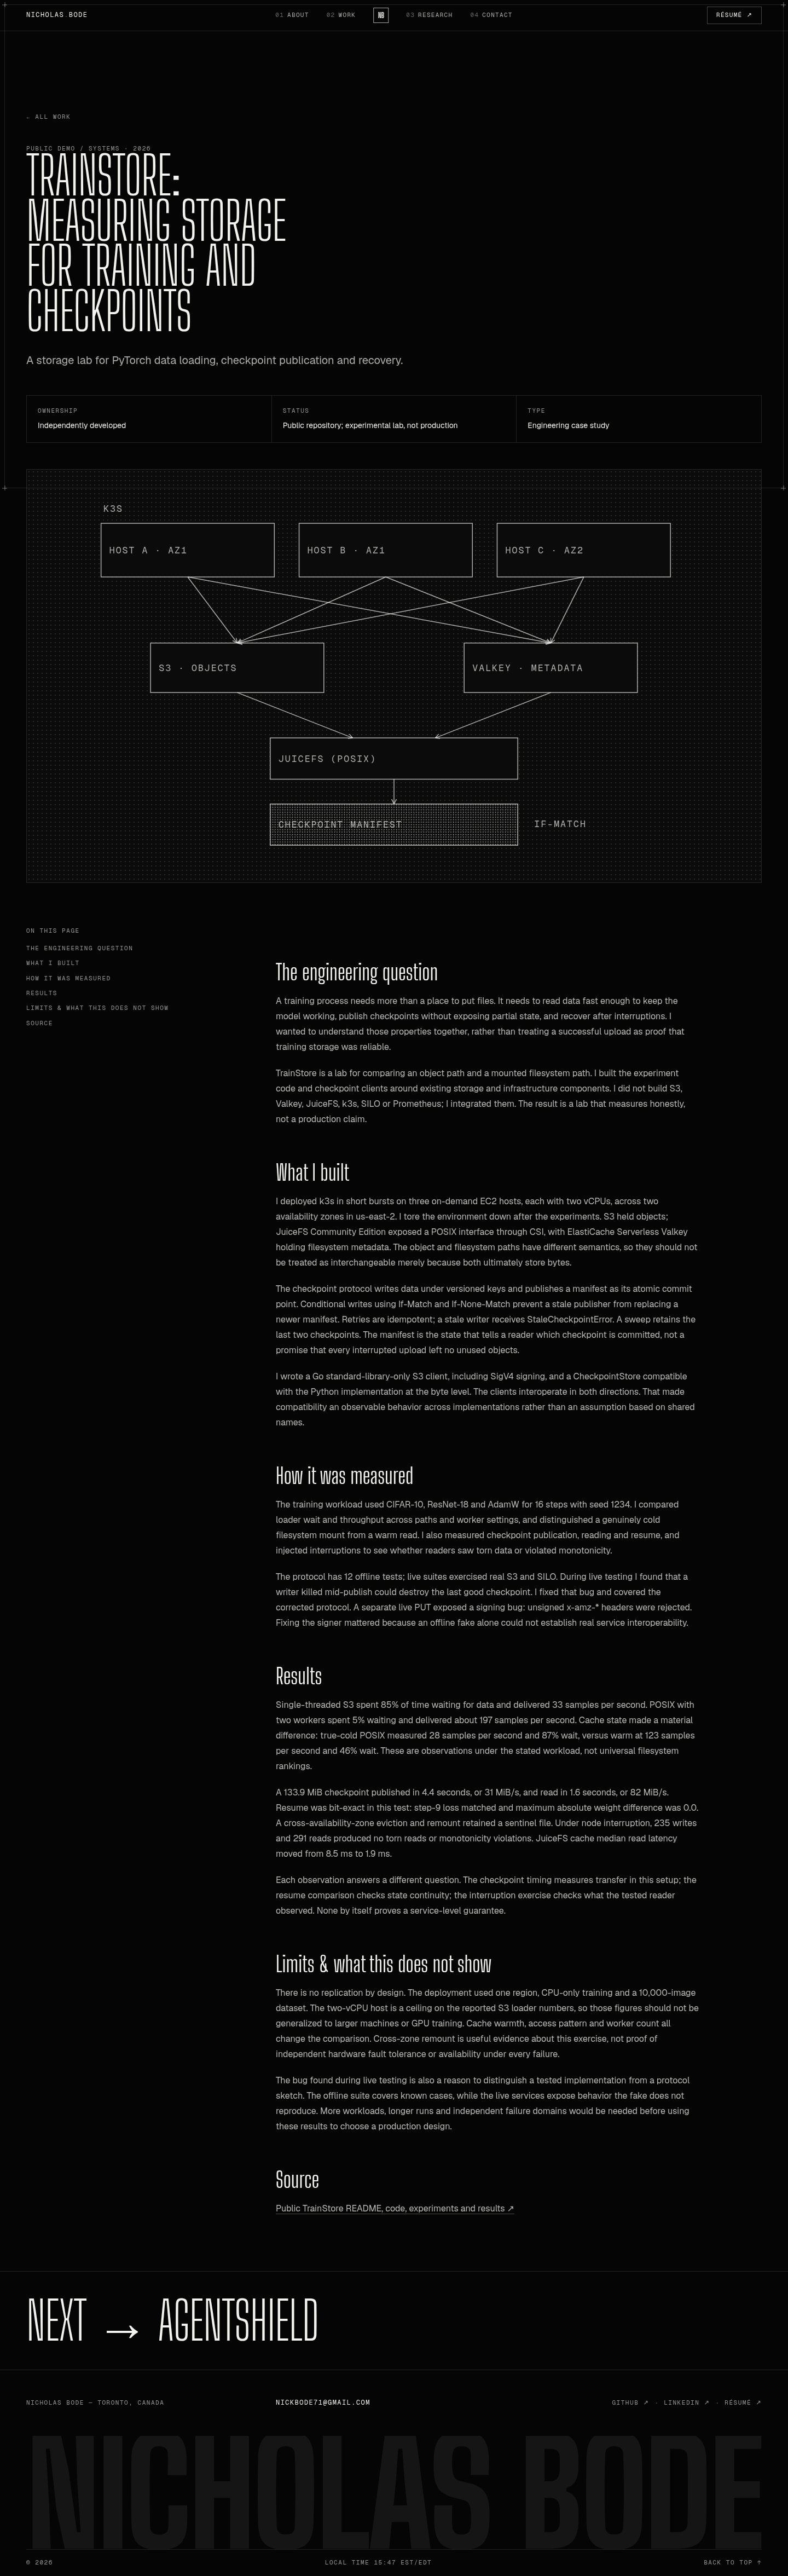 NICHOLAS.BODE
01 ABOUT
02 WORK
NB
03 RESEARCH
04 CONTACT
RÉSUMÉ ↗
← ALL WORK
PUBLIC DEMO / SYSTEMS · 2026
TRAINSTORE:
MEASURING STORAGE
FOR TRAINING AND
CHECKPOINTS
A storage lab for PyTorch data loading, checkpoint publication and recovery.
OWNERSHIP
Independently developed
STATUS
Public repository; experimental lab, not production
TYPE
Engineering case study
K3S
HOST A · AZ1
HOST B · AZ1
HOST C · AZ2
S3 · OBJECTS
VALKEY · METADATA
JUICEFS (POSIX)
CHECKPOINT MANIFEST
IF-MATCH
ON THIS PAGE
THE ENGINEERING QUESTION
WHAT I BUILT
HOW IT WAS MEASURED
RESULTS
LIMITS & WHAT THIS DOES NOT SHOW
SOURCE
The engineering question
A training process needs more than a place to put files. It needs to read data fast enough to keep the
model working, publish checkpoints without exposing partial state, and recover after interruptions. I
wanted to understand those properties together, rather than treating a successful upload as proof that
training storage was reliable.
TrainStore is a lab for comparing an object path and a mounted filesystem path. I built the experiment
code and checkpoint clients around existing storage and infrastructure components. I did not build S3,
Valkey, JuiceFS, k3s, SILO or Prometheus; I integrated them. The result is a lab that measures honestly,
not a production claim.
What I built
I deployed k3s in short bursts on three on-demand EC2 hosts, each with two vCPUs, across two
availability zones in us-east-2. I tore the environment down after the experiments. S3 held objects;
JuiceFS Community Edition exposed a POSIX interface through CSI, with ElastiCache Serverless Valkey
holding filesystem metadata. The object and filesystem paths have different semantics, so they should not
be treated as interchangeable merely because both ultimately store bytes.
The checkpoint protocol writes data under versioned keys and publishes a manifest as its atomic commit
point. Conditional writes using If-Match and If-None-Match prevent a stale publisher from replacing a
newer manifest. Retries are idempotent; a stale writer receives StaleCheckpointError. A sweep retains the
last two checkpoints. The manifest is the state that tells a reader which checkpoint is committed, not a
promise that every interrupted upload left no unused objects.
I wrote a Go standard-library-only S3 client, including SigV4 signing, and a CheckpointStore compatible
with the Python implementation at the byte level. The clients interoperate in both directions. That made
compatibility an observable behavior across implementations rather than an assumption based on shared
names.
How it was measured
The training workload used CIFAR-10, ResNet-18 and AdamW for 16 steps with seed 1234. I compared
loader wait and throughput across paths and worker settings, and distinguished a genuinely cold
filesystem mount from a warm read. I also measured checkpoint publication, reading and resume, and
injected interruptions to see whether readers saw torn data or violated monotonicity.
The protocol has 12 offline tests; live suites exercised real S3 and SILO. During live testing I found that a
writer killed mid-publish could destroy the last good checkpoint. I fixed that bug and covered the
corrected protocol. A separate live PUT exposed a signing bug: unsigned x-amz-* headers were rejected.
Fixing the signer mattered because an offline fake alone could not establish real service interoperability.
Results
Single-threaded S3 spent 85% of time waiting for data and delivered 33 samples per second. POSIX with
two workers spent 5% waiting and delivered about 197 samples per second. Cache state made a material
difference: true-cold POSIX measured 28 samples per second and 87% wait, versus warm at 123 samples
per second and 46% wait. These are observations under the stated workload, not universal filesystem
rankings.
A 133.9 MiB checkpoint published in 4.4 seconds, or 31 MiB/s, and read in 1.6 seconds, or 82 MiB/s.
Resume was bit-exact in this test: step-9 loss matched and maximum absolute weight difference was 0.0.
A cross-availability-zone eviction and remount retained a sentinel file. Under node interruption, 235 writes
and 291 reads produced no torn reads or monotonicity violations. JuiceFS cache median read latency
moved from 8.5 ms to 1.9 ms.
Each observation answers a different question. The checkpoint timing measures transfer in this setup; the
resume comparison checks state continuity; the interruption exercise checks what the tested reader
observed. None by itself proves a service-level guarantee.
Limits & what this does not show
There is no replication by design. The deployment used one region, CPU-only training and a 10,000-image
dataset. The two-vCPU host is a ceiling on the reported S3 loader numbers, so those figures should not be
generalized to larger machines or GPU training. Cache warmth, access pattern and worker count all
change the comparison. Cross-zone remount is useful evidence about this exercise, not proof of
independent hardware fault tolerance or availability under every failure.
The bug found during live testing is also a reason to distinguish a tested implementation from a protocol
sketch. The offline suite covers known cases, while the live services expose behavior the fake does not
reproduce. More workloads, longer runs and independent failure domains would be needed before using
these results to choose a production design.
Source
Public TrainStore README, code, experiments and results ↗
NEXT → AGENTSHIELD
NICHOLAS BODE — TORONTO, CANADA
NICKBODE71@GMAIL.COM
GITHUB ↗ · LINKEDIN ↗ · RÉSUMÉ ↗
NICHOLAS BODE
© 2026
LOCAL TIME 15:47 EST/EDT
BACK TO TOP ↑